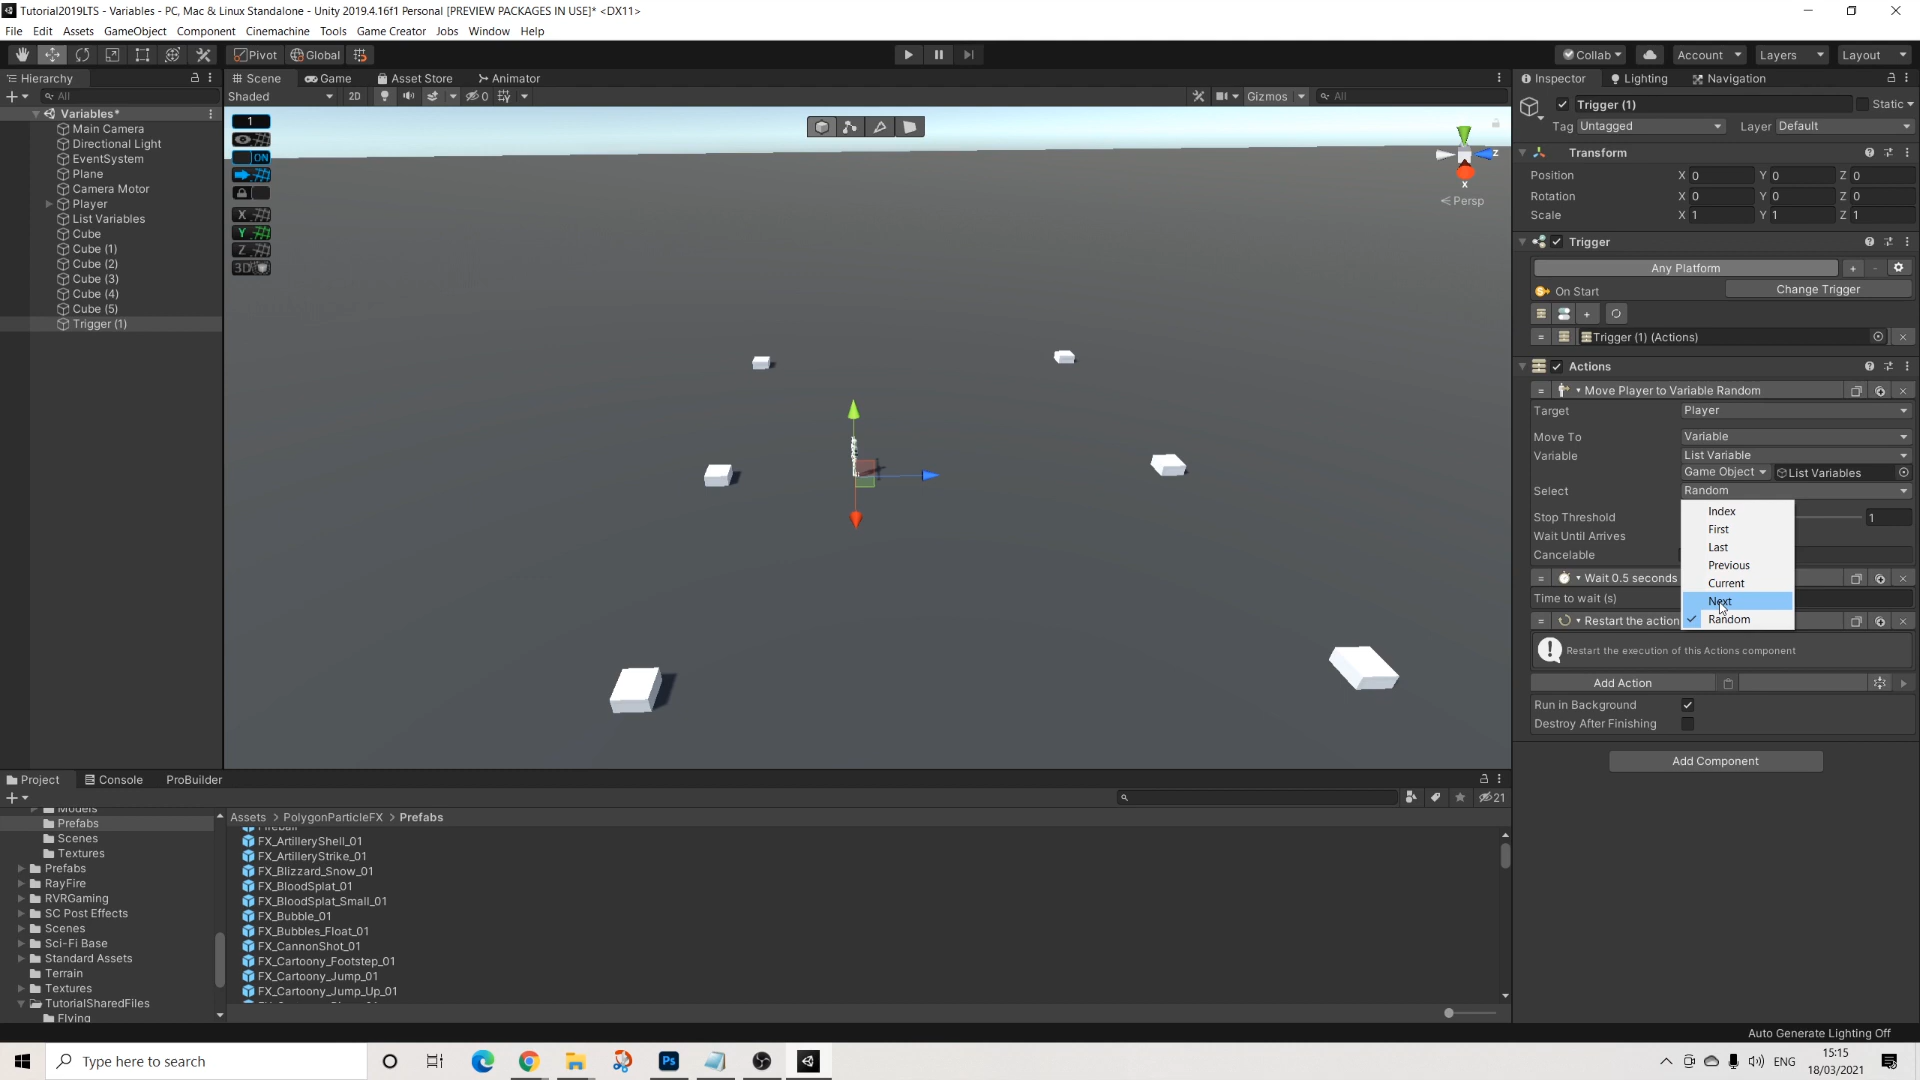 Tutorial2019LTS - Variables - PC, Mac & Linux Standalone - Unity 2019.4.16f1 Personal [PREVIEW PACKAGES IN USE]* <DX11>
File Edit Assets GameObject Component Cinemachine Tools Game Creator Jobs Window Help
Pivot Global Collab Account Layers Layout
Hierarchy
All
Variables*
Main Camera
Directional Light
EventSystem
Plane
Camera Motor
Player
List Variables
Cube
Cube (1)
Cube (2)
Cube (3)
Cube (4)
Cube (5)
Trigger (1)
Scene Game Asset Store Animator
Shaded 2D 0 Gizmos All
1
ON
X
Y
Z
3D
z
x
Persp
Inspector Lighting Navigation
Trigger (1) Static
Tag Untagged Layer Default
Transform
Position X 0 Y 0 Z 0
Rotation X 0 Y 0 Z 0
Scale X 1 Y 1 Z 1
Trigger
Any Platform + -
On Start Change Trigger
Trigger (1) (Actions)
Actions
Move Player to Variable Random
Target Player
Move To Variable
Variable List Variable
Game Object List Variables
Select Random
Index
First
Last
Previous
Current
Next
Random
Stop Threshold 1
Wait Until Arrives
Cancelable
Wait 0.5 seconds
Time to wait (s)
Restart the action
Restart the execution of this Actions component
Add Action
Run in Background
Destroy After Finishing
Add Component
Project Console ProBuilder
21
Models
Prefabs
Scenes
Textures
Prefabs
RayFire
RVRGaming
SC Post Effects
Scenes
Sci-Fi Base
Standard Assets
Terrain
Textures
TutorialSharedFiles
Flying
Assets > PolygonParticleFX > Prefabs
Fireball
FX_ArtilleryShell_01
FX_ArtilleryStrike_01
FX_Blizzard_Snow_01
FX_BloodSplat_01
FX_BloodSplat_Small_01
FX_Bubble_01
FX_Bubbles_Float_01
FX_CannonShot_01
FX_Cartoony_Footstep_01
FX_Cartoony_Jump_01
FX_Cartoony_Jump_Up_01
Auto Generate Lighting Off
Type here to search
Ps
ENG
15:15
18/03/2021